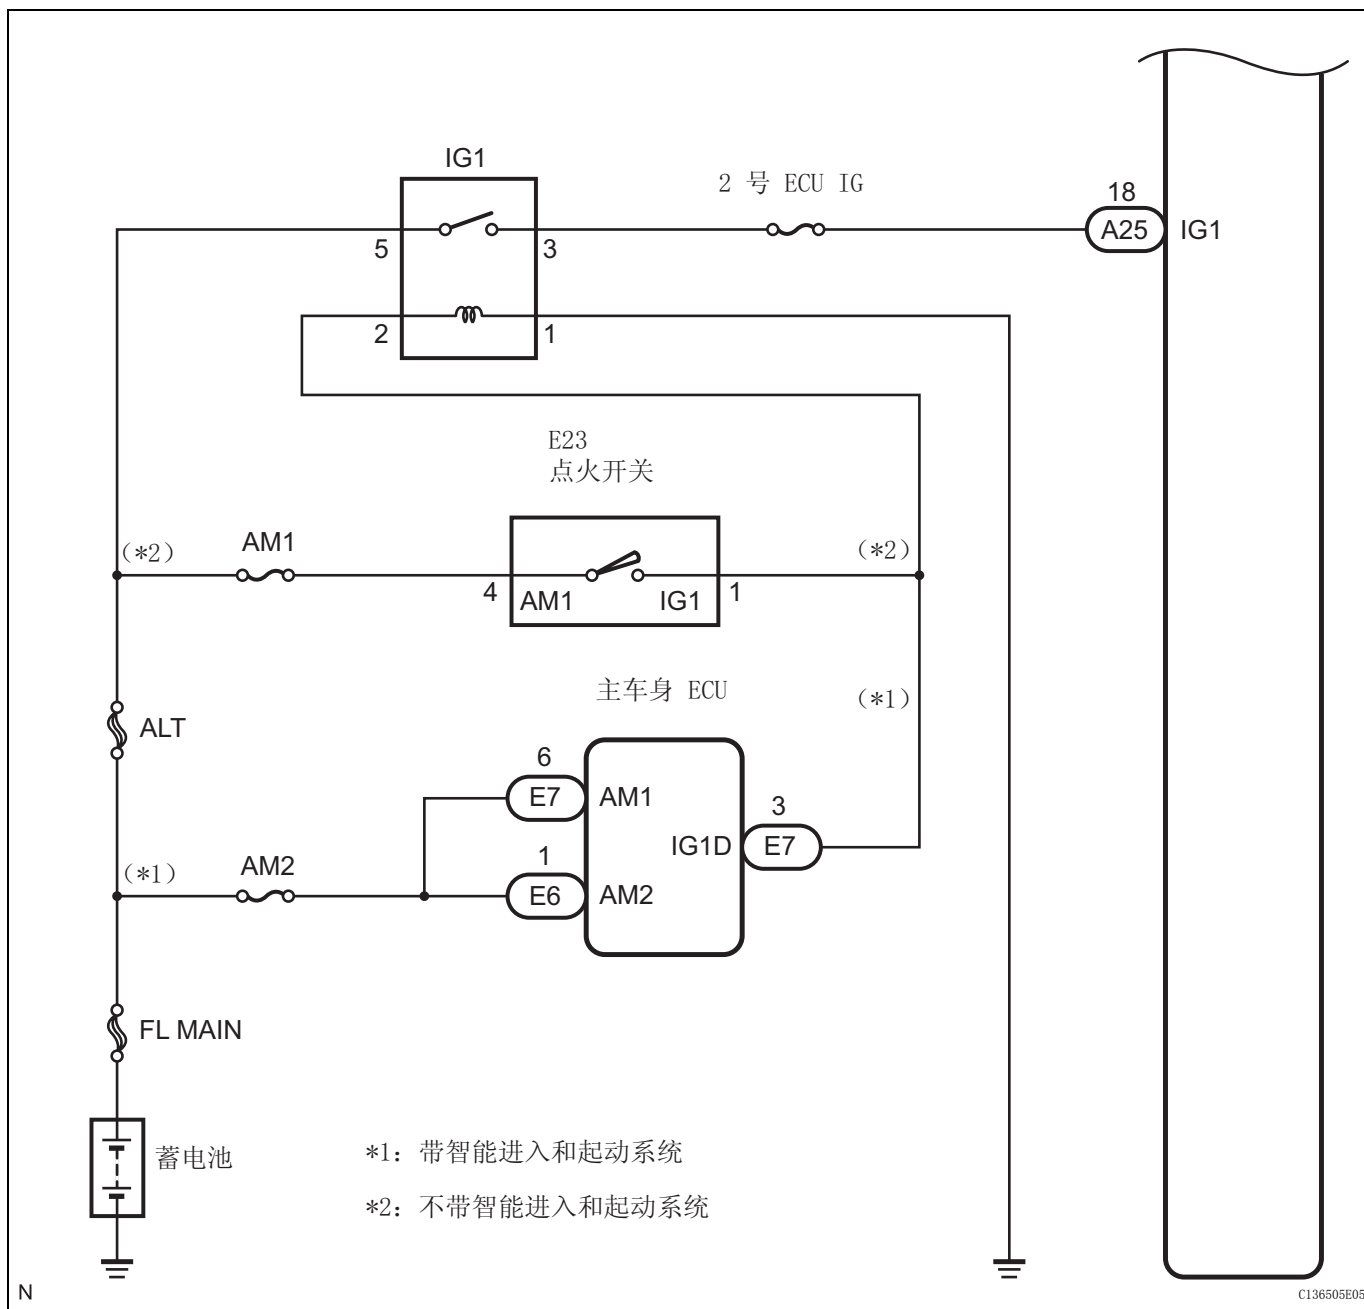 IG1
2 号 ECU IG
18
A25
IG1
5
3
2
1
E23
点火开关
(*2)
AM1
(*2)
4
AM1
IG1
1
主车身 ECU
(*1)
ALT
6
E7
AM1
3
IG1D
E7
1
(*1)
AM2
E6
AM2
FL MAIN
蓄电池
*1: 带智能进入和起动系统
*2: 不带智能进入和起动系统
N
C136505E05